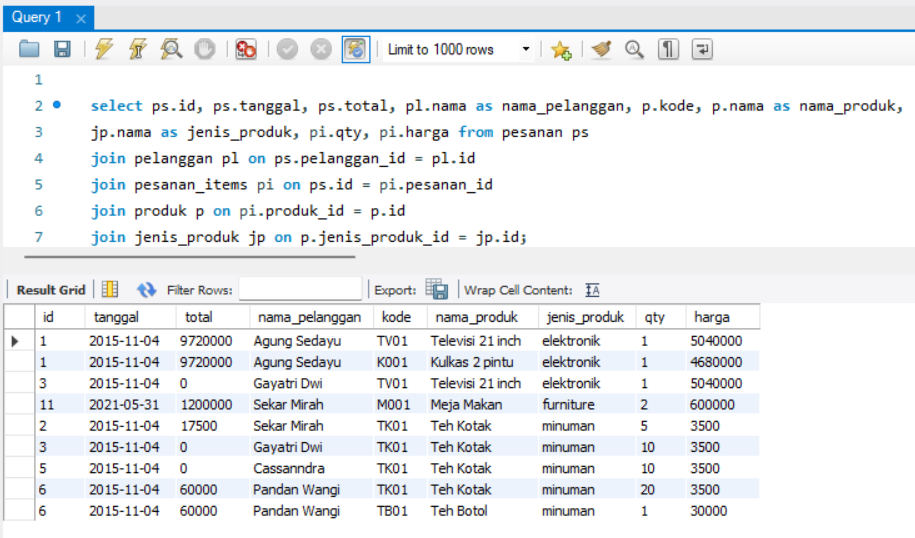 Query 1
Limit to 1000 rows
1
2 select ps.id, ps.tanggal, ps.total, pl.nama as nama_pelanggan, p.kode, p.nama as nama_produk,
3 jp.nama as jenis_produk, pi.qty, pi.harga from pesanan ps
4 join pelanggan pl on ps.pelanggan_id = pl.id
5 join pesanan_items pi on ps.id = pi.pesanan_id
6 join produk p on pi.produk_id = p.id
7 join jenis_produk jp on p.jenis_produk_id = jp.id;
Result Grid Filter Rows: Export: Wrap Cell Content:
id tanggal total nama_pelanggan kode nama_produk jenis_produk qty harga
1 2015-11-04 9720000 Agung Sedayu TV01 Televisi 21 inch elektronik 1 5040000
1 2015-11-04 9720000 Agung Sedayu K001 Kulkas 2 pintu elektronik 1 4680000
3 2015-11-04 0 Gayatri Dwi TV01 Televisi 21 inch elektronik 1 5040000
11 2021-05-31 1200000 Sekar Mirah M001 Meja Makan furniture 2 600000
2 2015-11-04 17500 Sekar Mirah TK01 Teh Kotak minuman 5 3500
3 2015-11-04 0 Gayatri Dwi TK01 Teh Kotak minuman 10 3500
5 2015-11-04 0 Cassanndra TK01 Teh Kotak minuman 10 3500
6 2015-11-04 60000 Pandan Wangi TK01 Teh Kotak minuman 20 3500
6 2015-11-04 60000 Pandan Wangi TB01 Teh Botol minuman 1 30000